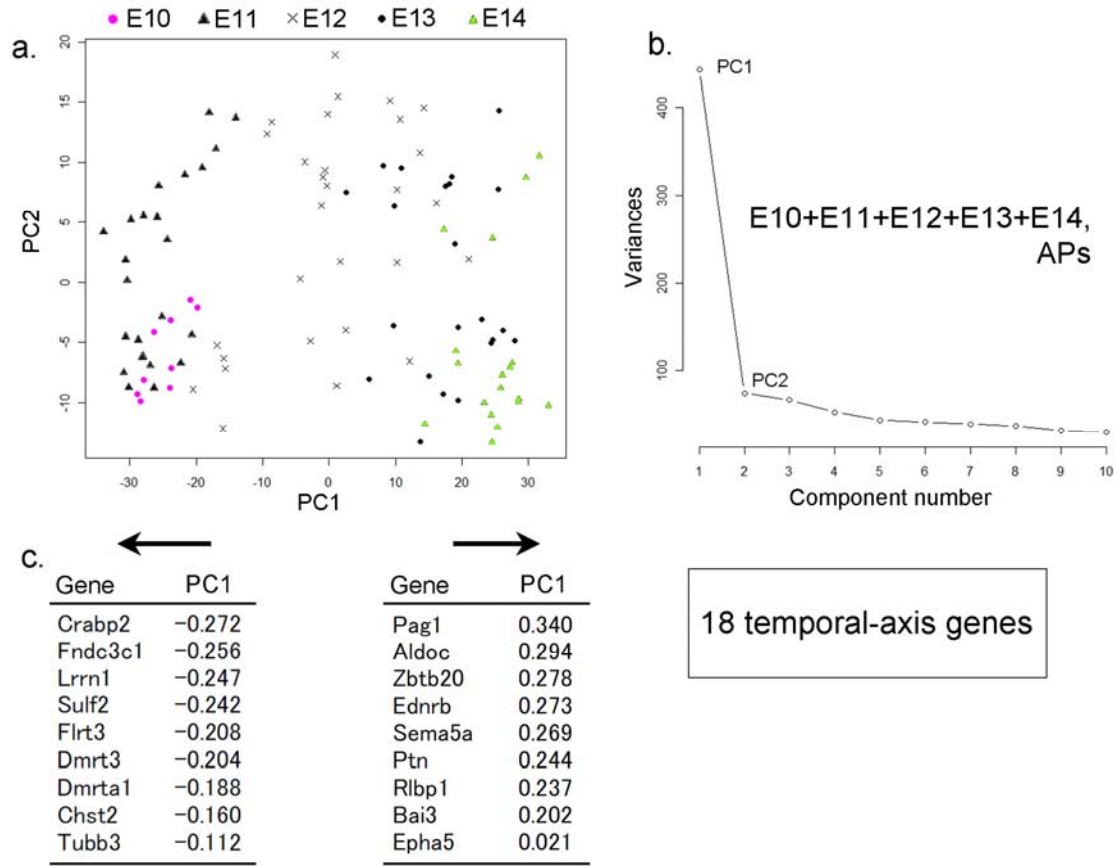 E10 E11 E12 E13 E14
a.
20
15
10
5
0
-5
-10
PC2
-30 -20 -10 0 10 20 30
PC1
b.
PC1
400
300
200
100
Variances
E10+E11+E12+E13+E14,
APs
PC2
1 2 3 4 5 6 7 8 9 10
Component number
c.
Gene PC1
Crabp2 −0.272
Fndc3c1 −0.256
Lrrn1 −0.247
Sulf2 −0.242
Flrt3 −0.208
Dmrt3 −0.204
Dmrta1 −0.188
Chst2 −0.160
Tubb3 −0.112
Gene PC1
Pag1 0.340
Aldoc 0.294
Zbtb20 0.278
Ednrb 0.273
Sema5a 0.269
Ptn 0.244
Rlbp1 0.237
Bai3 0.202
Epha5 0.021
18 temporal-axis genes